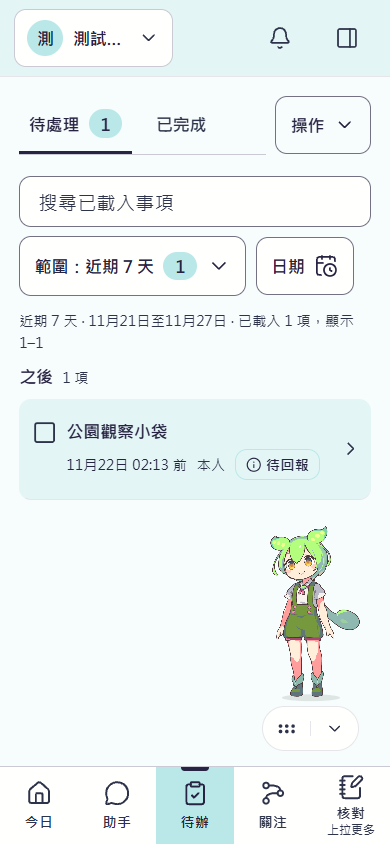 測 測試...
待處理 1 已完成 操作
搜尋已載入事項
範圍：近期 7 天 1 日期
近期 7 天 · 11月21日至11月27日 · 已載入 1 項，顯示
1–1
之後 1 項
公園觀察小袋
11月22日 02:13 前 本人 待回報
今日 助手 待辦 關注 核對
上拉更多